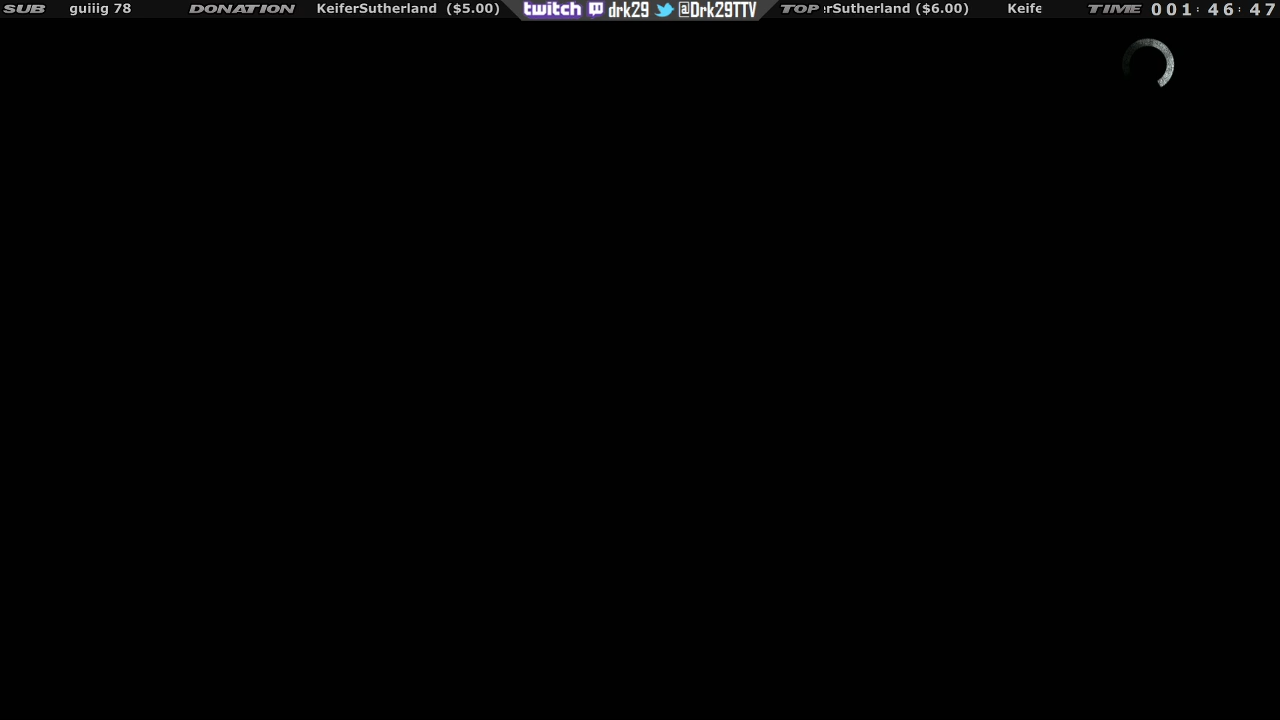 SUB guiiig 78 DONATION KeiferSutherland ($5.00) twitch drk29 @Drk29TTV TOP rSutherland ($6.00) Keife TIME 001:46:47